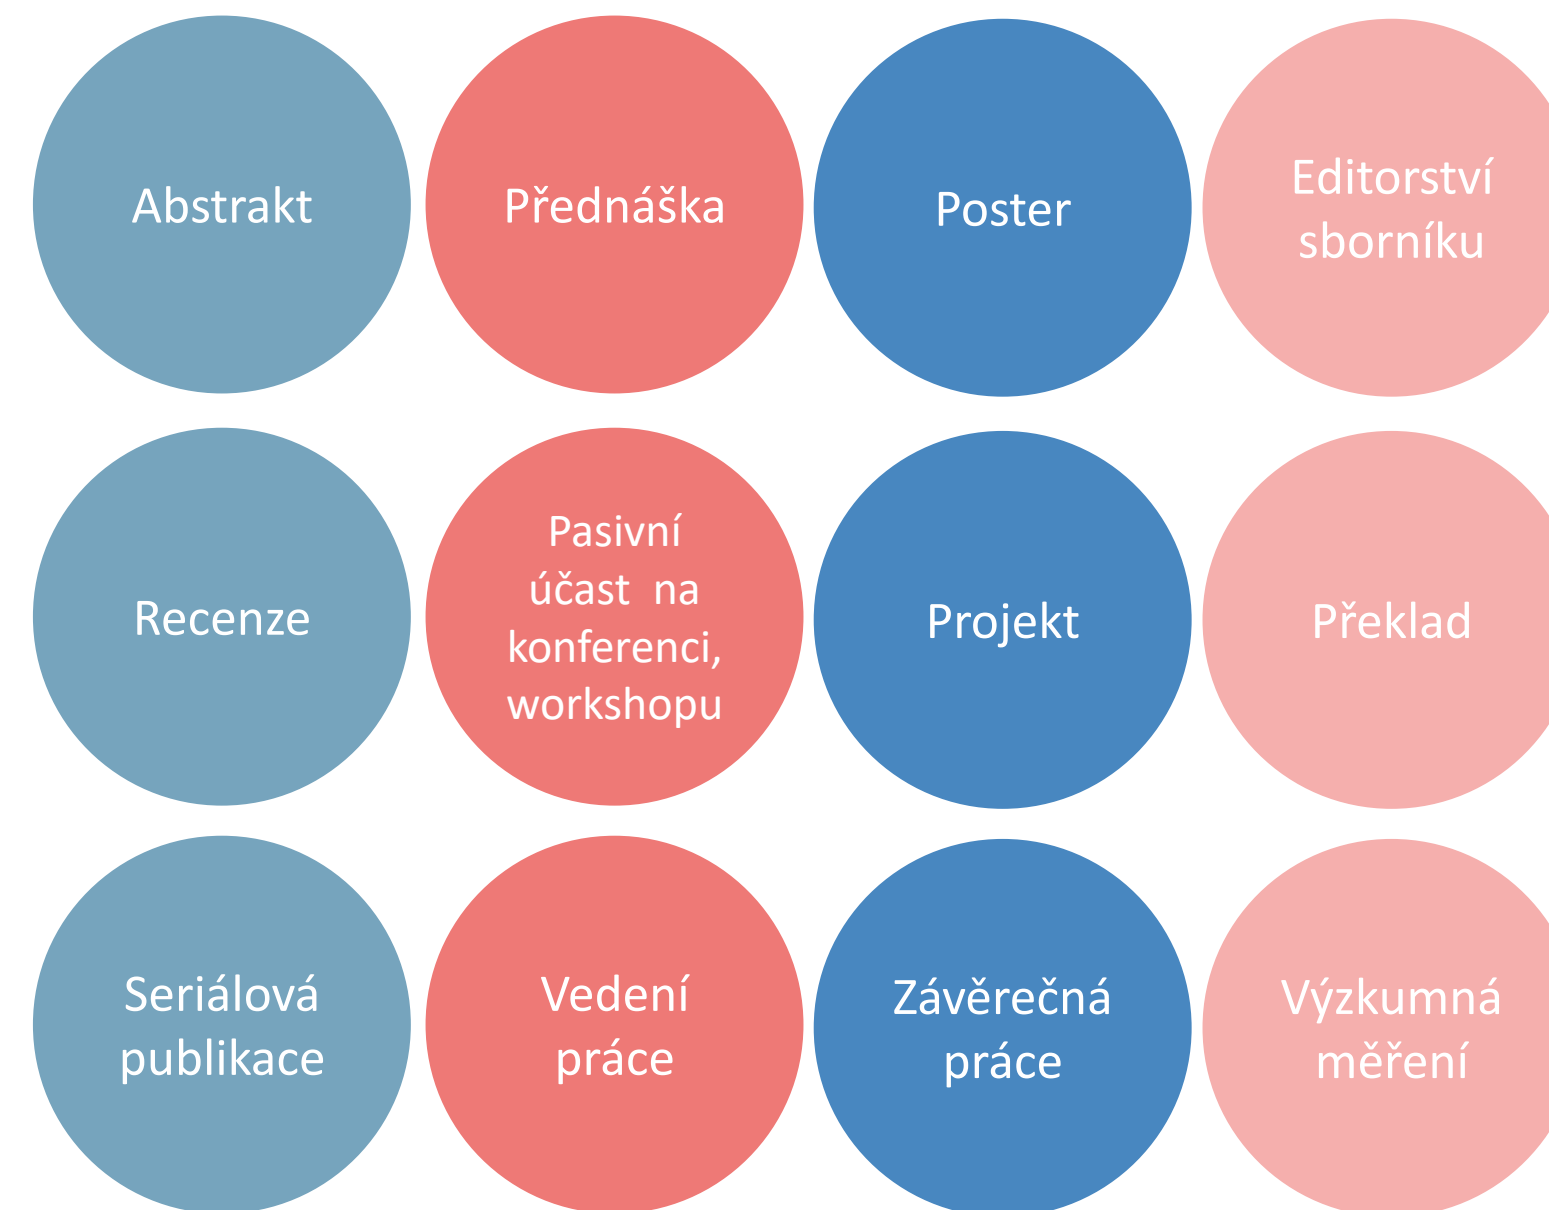 Abstrakt
Přednáška
Poster
Editorství
sborníku
Recenze
Pasivní
účast  na
konferenci,
workshopu
Projekt
Překlad
Seriálová
publikace
Vedení
práce
Závěrečná
práce
Výzkumná
měření